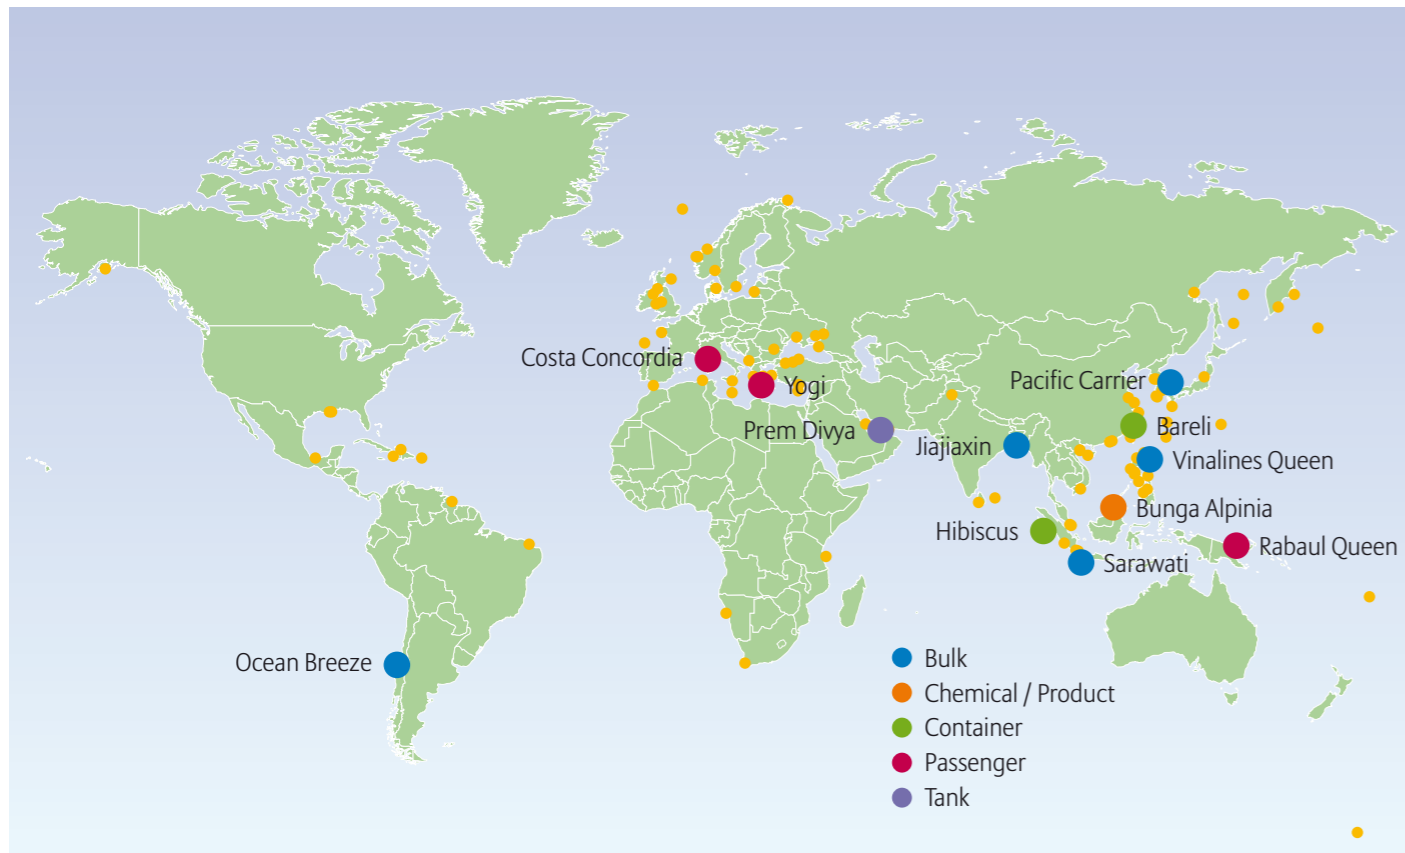 Costa Concordia
Yogi
Pacific Carrier
Prem Divya
Bareli
Jiajiaxin
Vinalines Queen
Bunga Alpinia
Hibiscus
Rabaul Queen
Sarawati
Ocean Breeze
Bulk
Chemical / Product
Container
Passenger
Tank